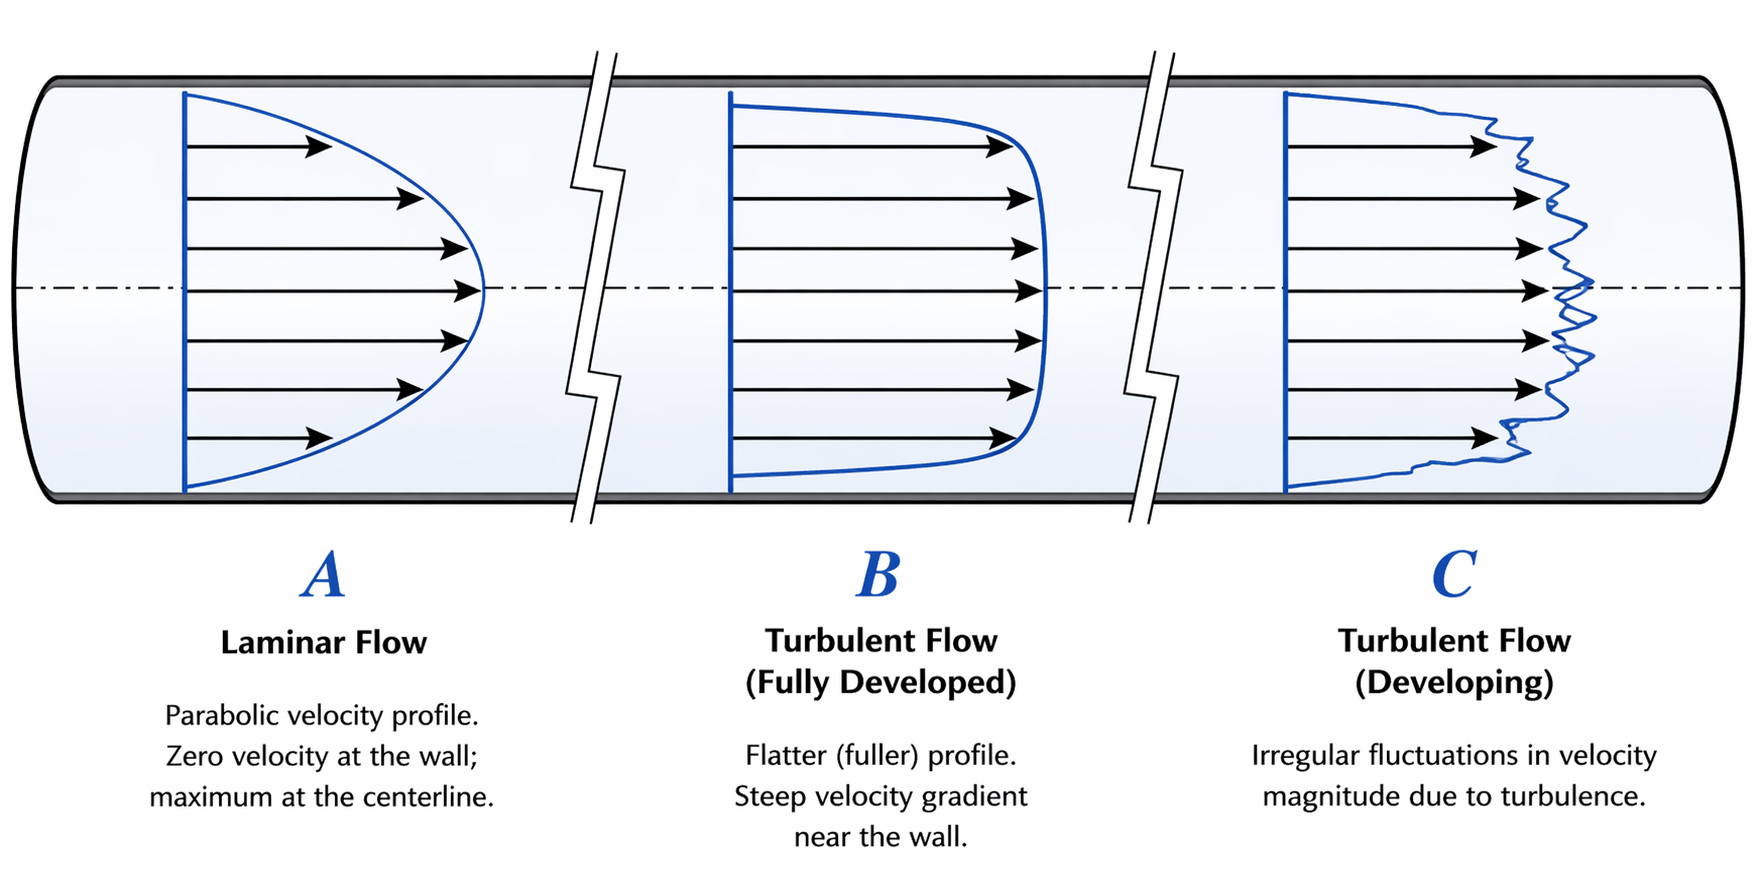 A
Laminar Flow
Parabolic velocity profile.
Zero velocity at the wall;
maximum at the centerline.
B
Turbulent Flow
(Fully Developed)
Flatter (fuller) profile.
Steep velocity gradient
near the wall.
C
Turbulent Flow
(Developing)
Irregular fluctuations in velocity
magnitude due to turbulence.